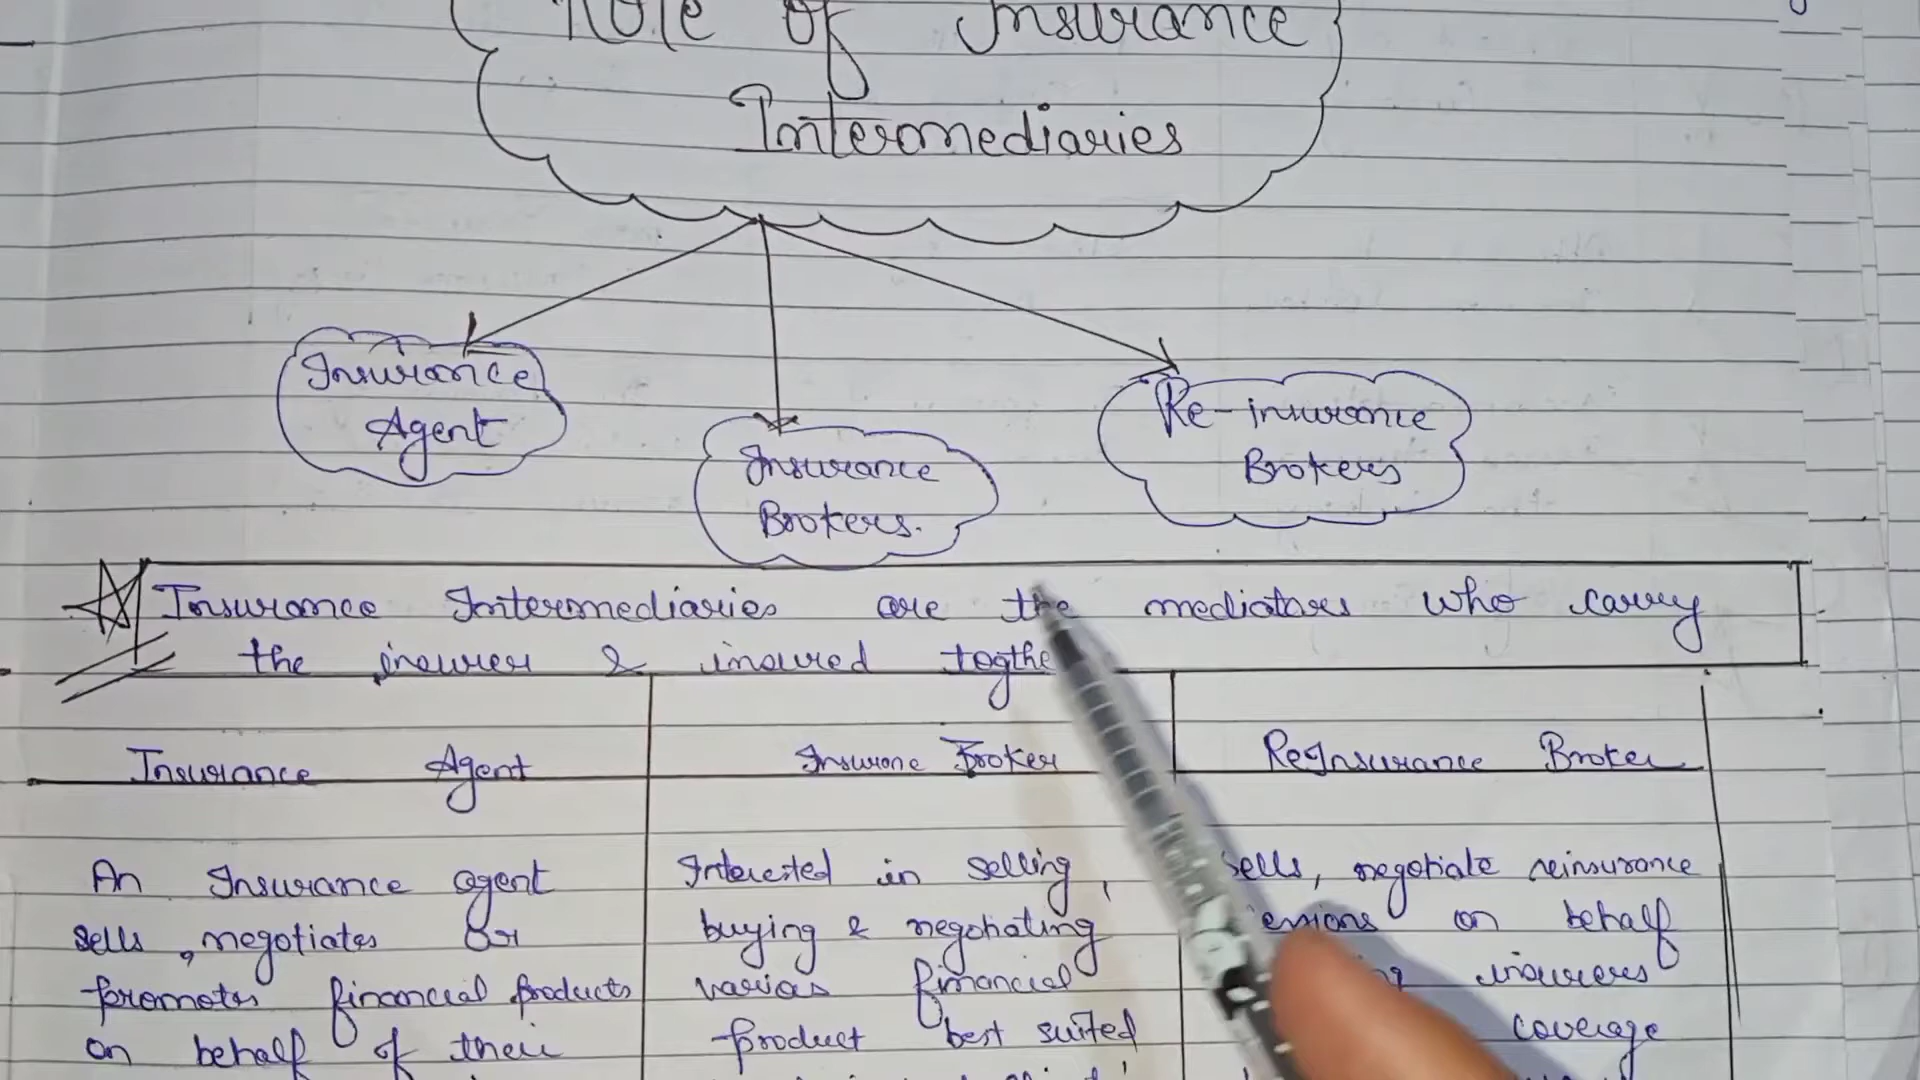 Role of Insurance
Intermediaries
Insurance
Agent
Insurance
Brokers.
Re-insurance
Brokers
Insurance Intermediaries are the mediators who carry
the insurer & insured togthe
Insurance Agent
Insurane Broker
ReInsurance Broker
An Insurance agent
sells, negotiates or
promotes financial products
on behalf of their
Interested in selling,
buying & negotiating
various financial
product best suited
sells, negotiate reinsurance
on behalf
insurers
coverage